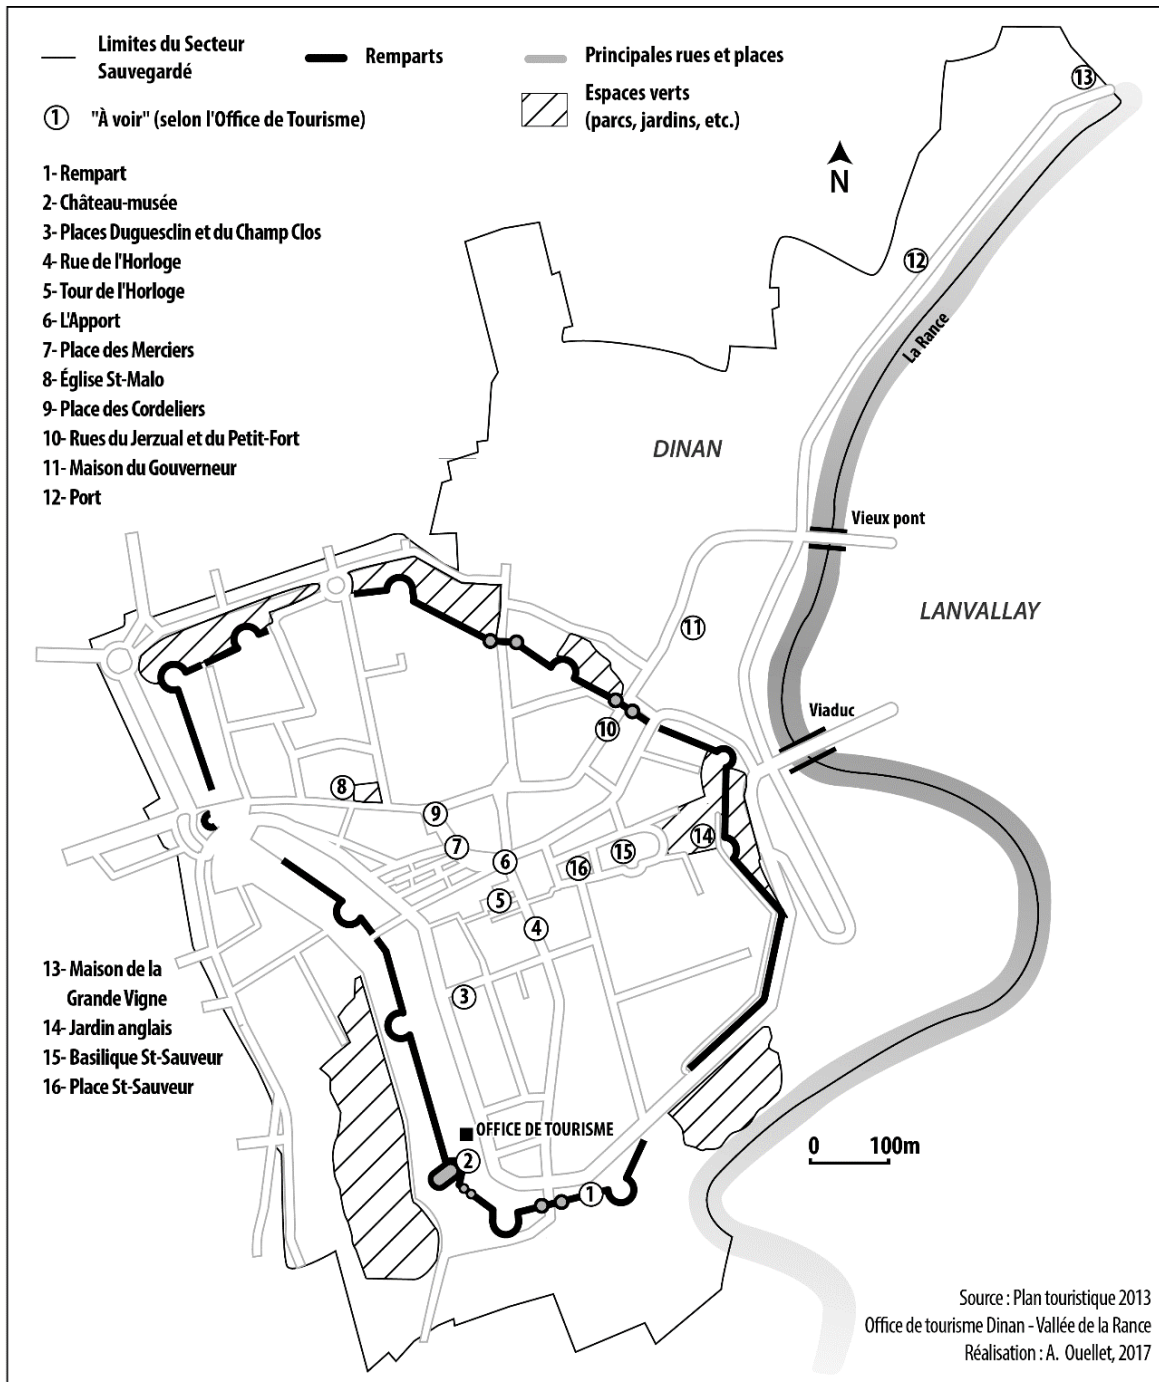 Limites du Secteur
Sauvegardé
Remparts
Principales rues et places
1
"À voir" (selon l'Office de Tourisme)
Espaces verts
(parcs, jardins, etc.)
1- Rempart
2- Château-musée
3- Places Duguesclin et du Champ Clos
4- Rue de l'Horloge
5- Tour de l'Horloge
6- L'Apport
7- Place des Merciers
8- Église St-Malo
9- Place des Cordeliers
10- Rues du Jerzual et du Petit-Fort
11- Maison du Gouverneur
12- Port
N
13
12
La Rance
DINAN
Vieux pont
LANVALLAY
11
Viaduc
10
8
9
7
6
14
15
16
5
4
3
13- Maison de la
Grande Vigne
14- Jardin anglais
15- Basilique St-Sauveur
16- Place St-Sauveur
OFFICE DE TOURISME
2
1
0 100m
Source : Plan touristique 2013
Office de tourisme Dinan - Vallée de la Rance
Réalisation : A. Ouellet, 2017